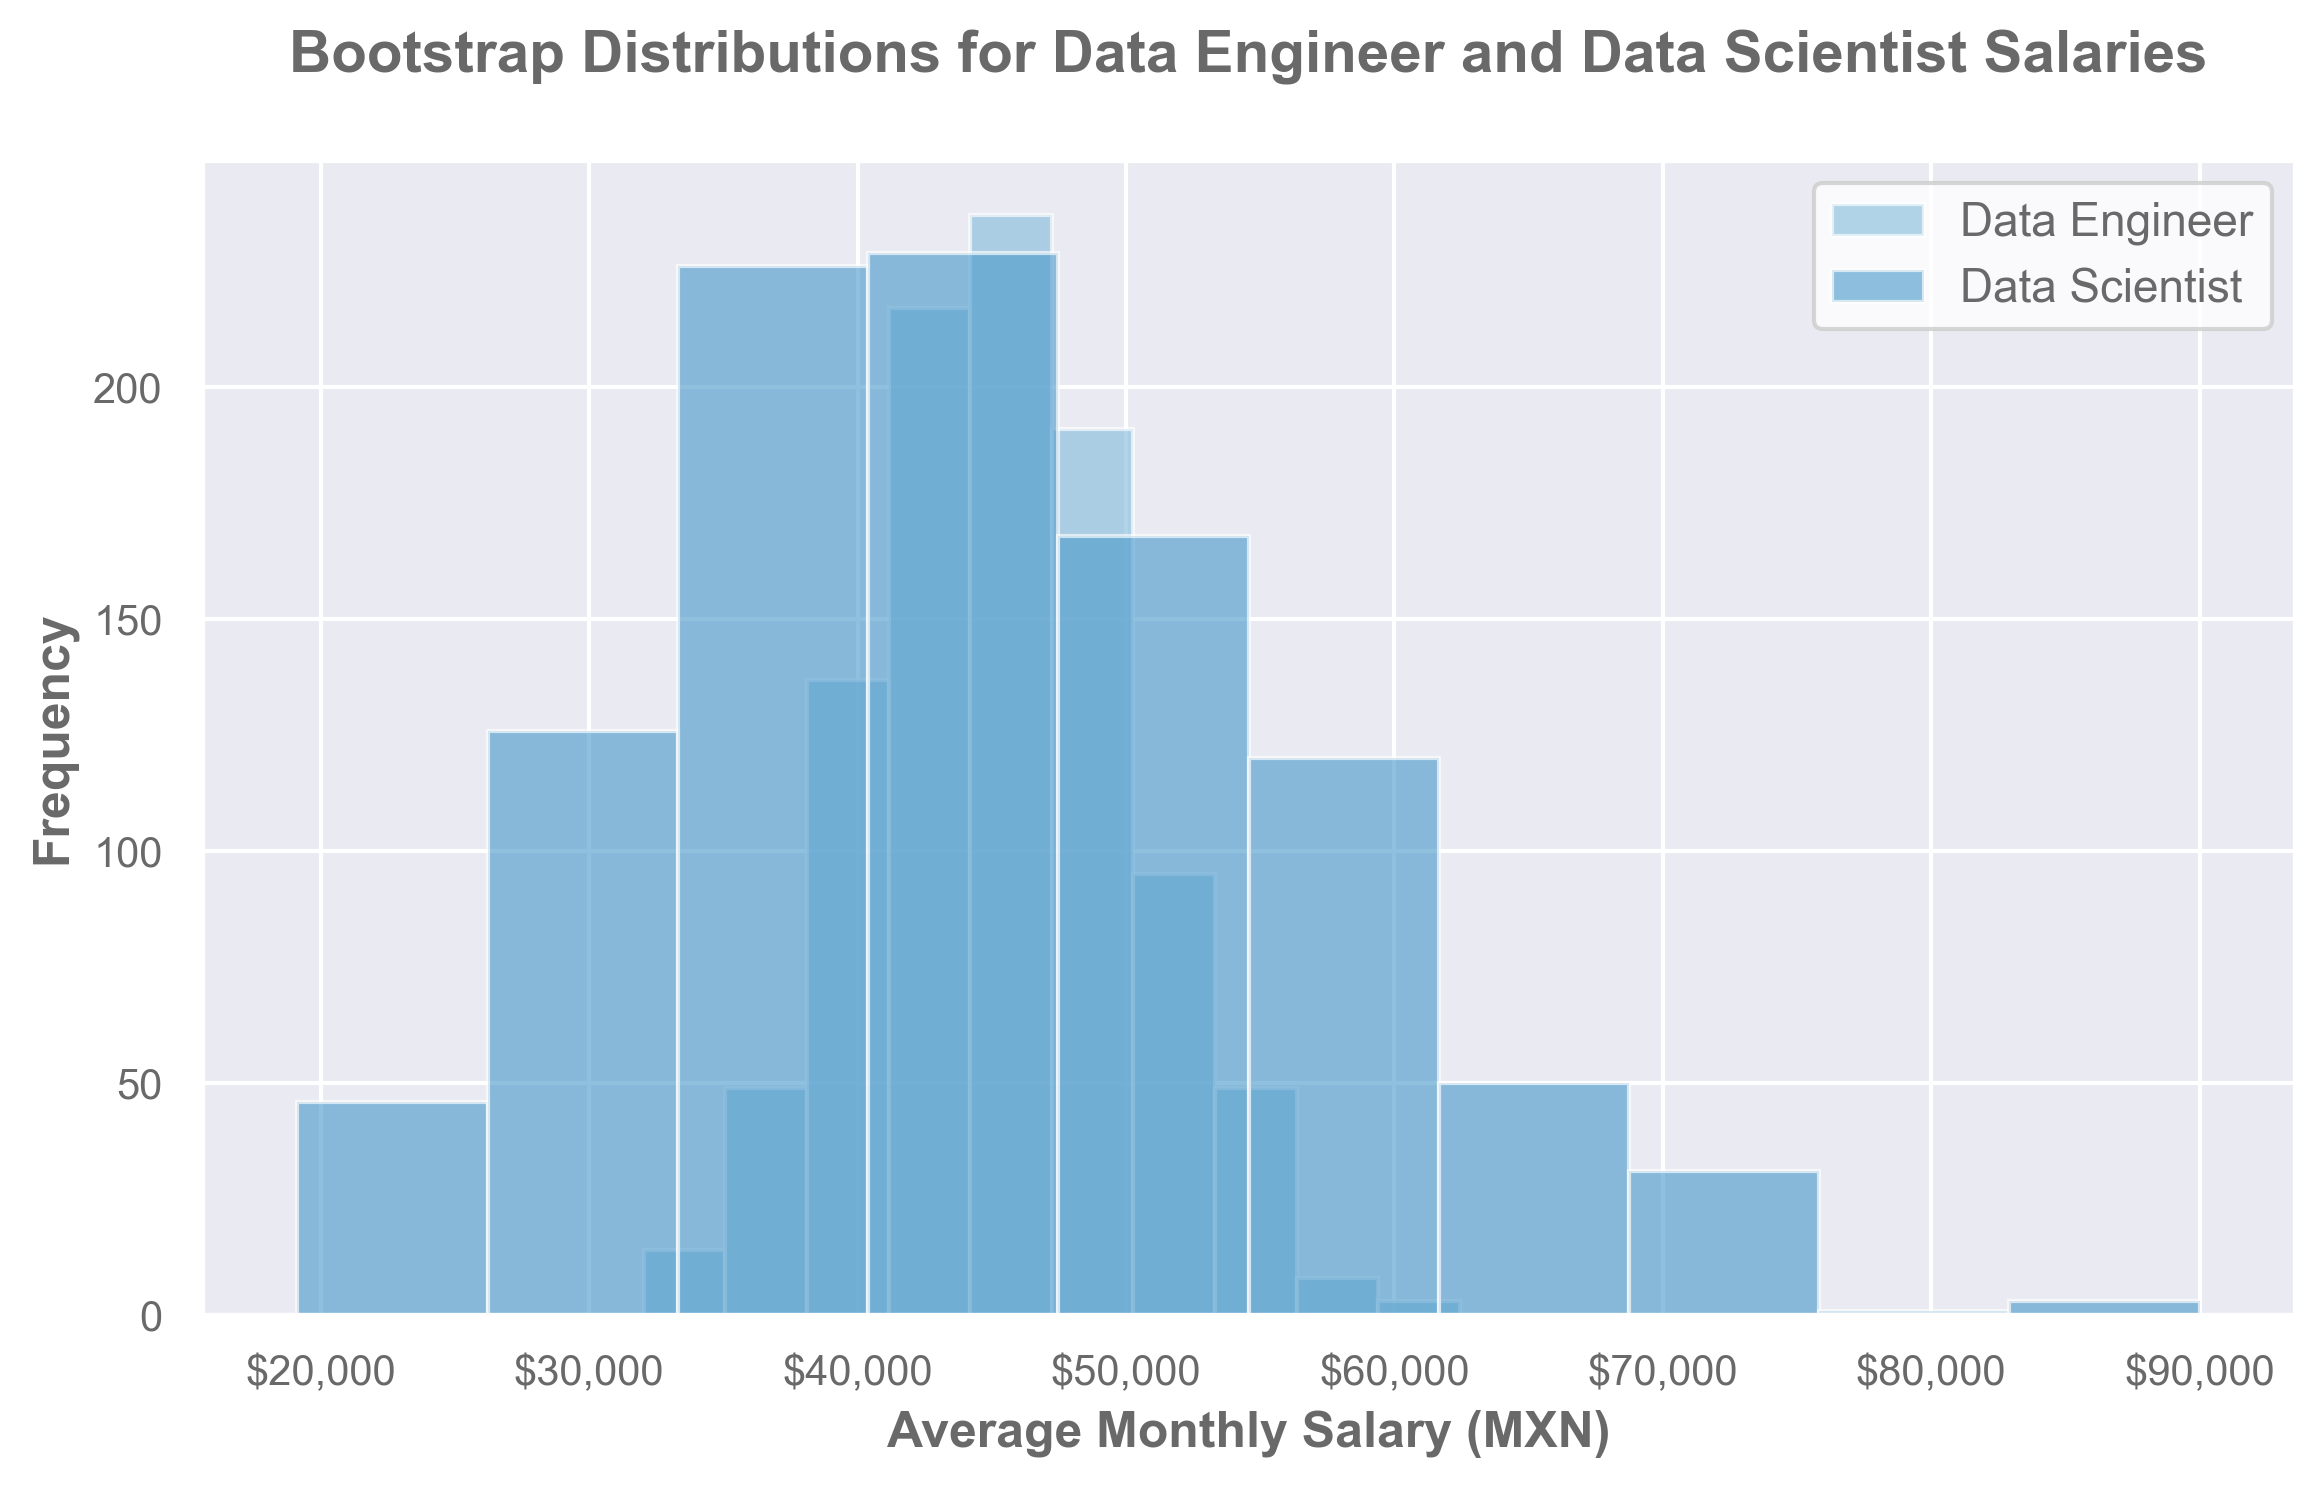 Bootstrap Distributions for Data Engineer and Data Scientist Salaries
Data Engineer
Data Scientist
200
150
100
50
0
Frequency
$20,000 $30,000 $40,000 $50,000 $60,000 $70,000 $80,000 $90,000
Average Monthly Salary (MXN)